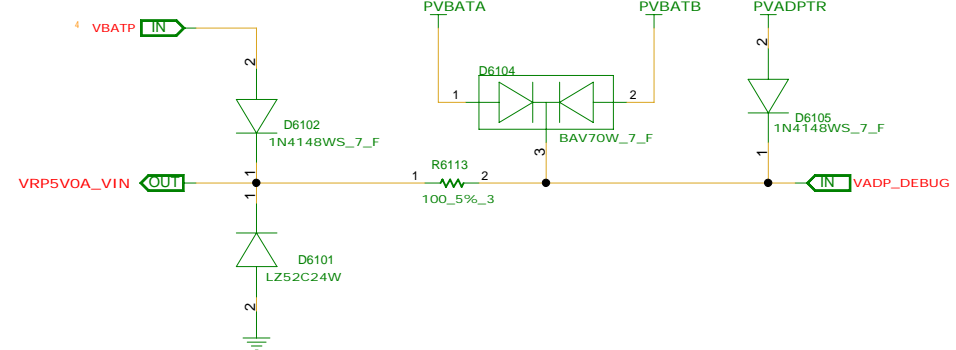 PVBATA
PVBATB
PVADPTR
4
VBATP
IN
2
2
D6104
1
2
D6102
1N4148WS_7_F
D6105
1N4148WS_7_F
BAV70W_7_F
3
1
1
R6113
VRP5V0A_VIN
OUT
1
2
IN
VADP_DEBUG
1
100_5%_3
D6101
LZ52C24W
2